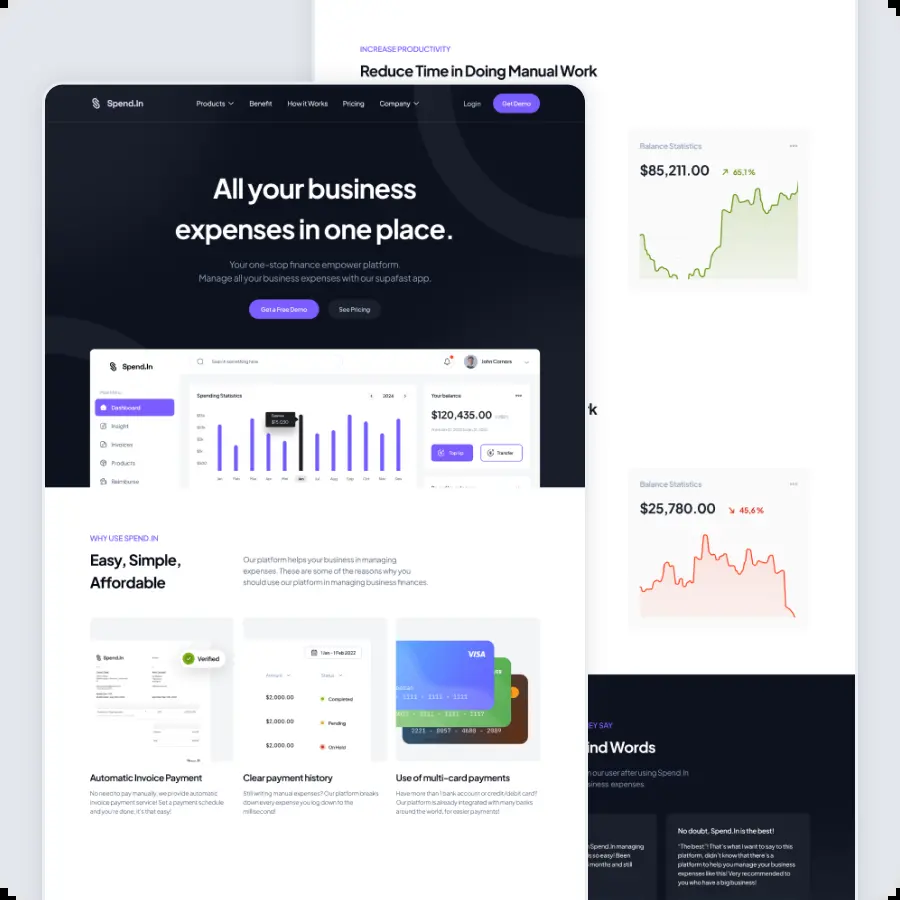 INCREASE PRODUCTIVITY
Reduce Time in Doing Manual Work
Spend.In
Products
Benefit
How it Works
Pricing
Company
Login
Get Demo
All your business
expenses in one place.
Your one-stop finance empower platform.
Manage all your business expenses with our supafast app.
Get a Free Demo
See Pricing
Spend.In
Search something here
John Connors
Dashboard
Insight
Invoices
Products
Reimburse
Spending Statistics
2024
Your balance
$120,435.00
Top Up
Transfer
WHY USE SPEND.IN
Easy, Simple,
Affordable
Our platform helps your business in managing
expenses. These are some of the reasons why you
should use our platform in managing business finances.
Spend.In
Verified
1 Jan - 1 Feb 2022
Amount
Status
$2,000.00
Completed
$2,000.00
Pending
$2,000.00
On Hold
VISA
Automatic Invoice Payment
No need to pay manually, we provide automatic
invoice payment service! Set a payment schedule
and you're done, it's that easy!
Clear payment history
Still writing manual expenses? Our platform breaks
down every expense you log down to the
millisecond!
Use of multi-card payments
Have more than 1 bank account or credit/debit card?
Our platform is already integrated with many banks
around the world, for easier payments!
Balance Statistics
$85,211.00
65,1%
Balance Statistics
$25,780.00
45,6%
EY SAY
ind Words
our user after using Spend.In
siness expenses
Spend.In managing
is so easy! Been
months and still
No doubt, Spend.In is the best!
"The best"! That's what I want to say to this
platform, didn't know that there's a
platform to help you manage your business
expenses like this! Very recommended to
you who have a big business!